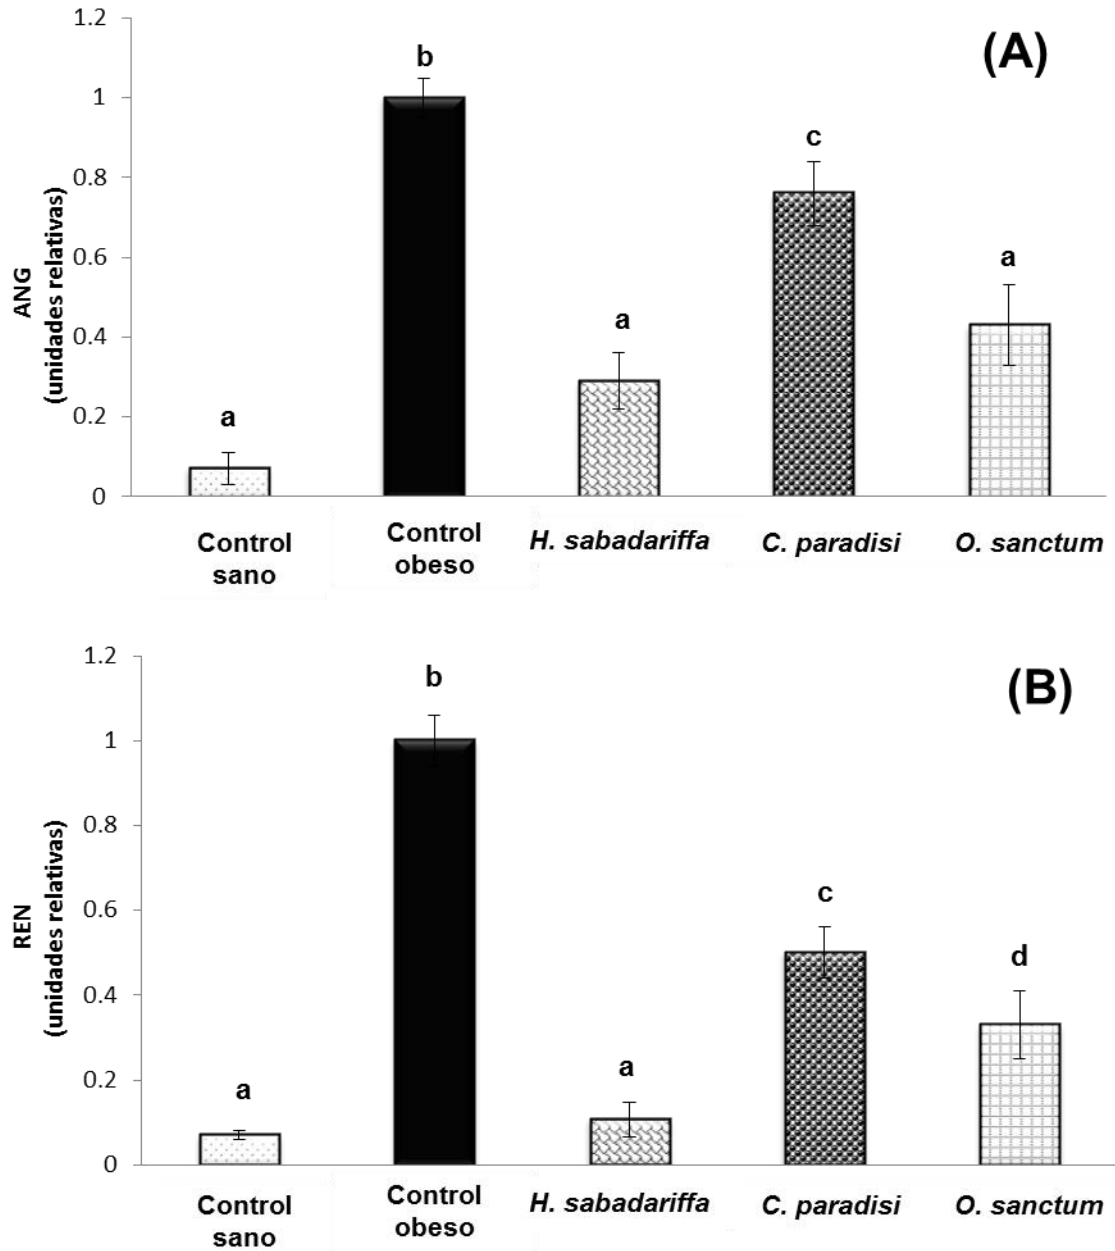 (A)
ANG
(unidades relativas)
1.2
1
0.8
0.6
0.4
0.2
0
a
b
a
c
a
Control
sano
Control
obeso
H. sabadariffa
C. paradisi
O. sanctum
(B)
REN
(unidades relativas)
1.2
1
0.8
0.6
0.4
0.2
0
a
b
a
c
d
Control
sano
Control
obeso
H. sabadariffa
C. paradisi
O. sanctum